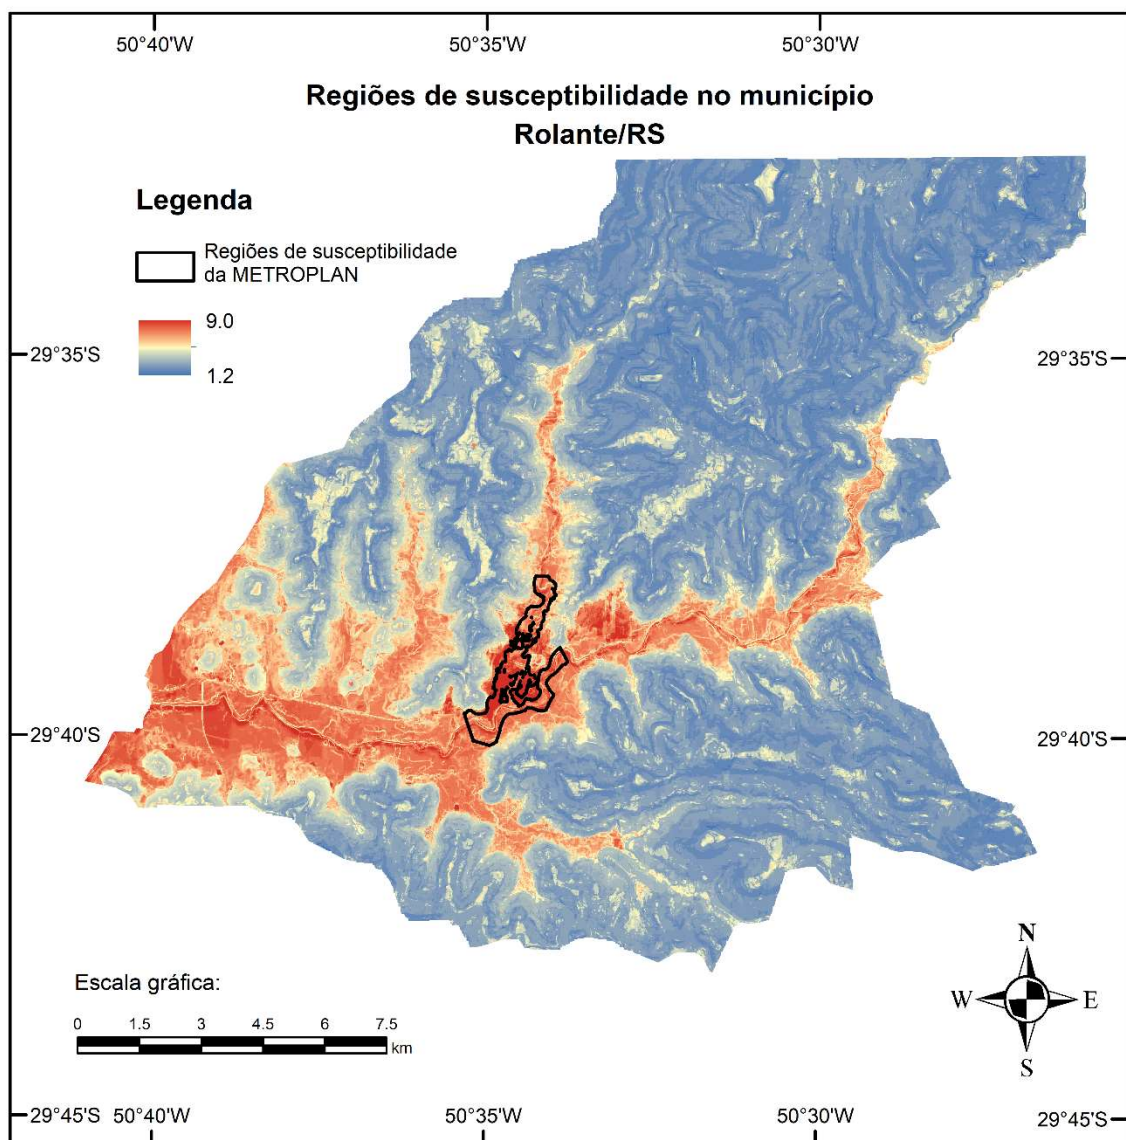 50°40'W 50°35'W 50°30'W
Regiões de susceptibilidade no município
Rolante/RS
Legenda
Regiões de susceptibilidade
da METROPLAN
9.0
1.2
29°35'S 29°35'S
29°40'S 29°40'S
Escala gráfica:
0 1.5 3 4.5 6 7.5
km
N
W E
S
29°45'S 50°40'W 50°35'W 50°30'W 29°45'S